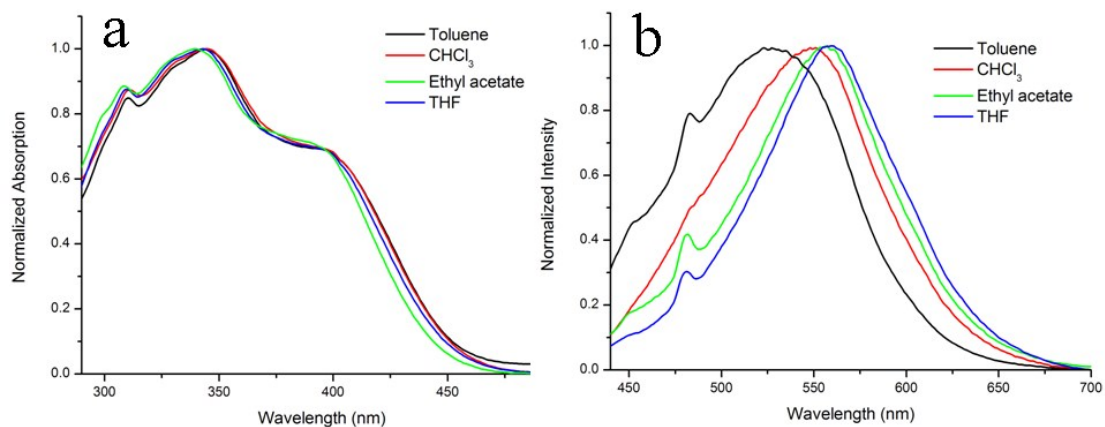 a
Toluene
CHCl₃
Ethyl acetate
THF
Normalized Absorption
1.0
0.8
0.6
0.4
0.2
0.0
300
350
400
450
Wavelength (nm)
b
Toluene
CHCl₃
Ethyl acetate
THF
Normalized Intensity
1.0
0.8
0.6
0.4
0.2
0.0
450
500
550
600
650
700
Wavelength (nm)